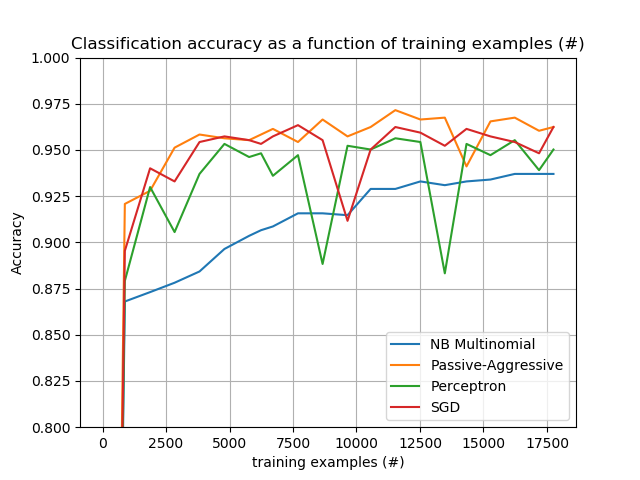 Classification accuracy as a function of training examples (#)
1.000
0.975
0.950
0.925
0.900
0.875
0.850
0.825
0.800
Accuracy
NB Multinomial
Passive-Aggressive
Perceptron
SGD
0 2500 5000 7500 10000 12500 15000 17500
training examples (#)